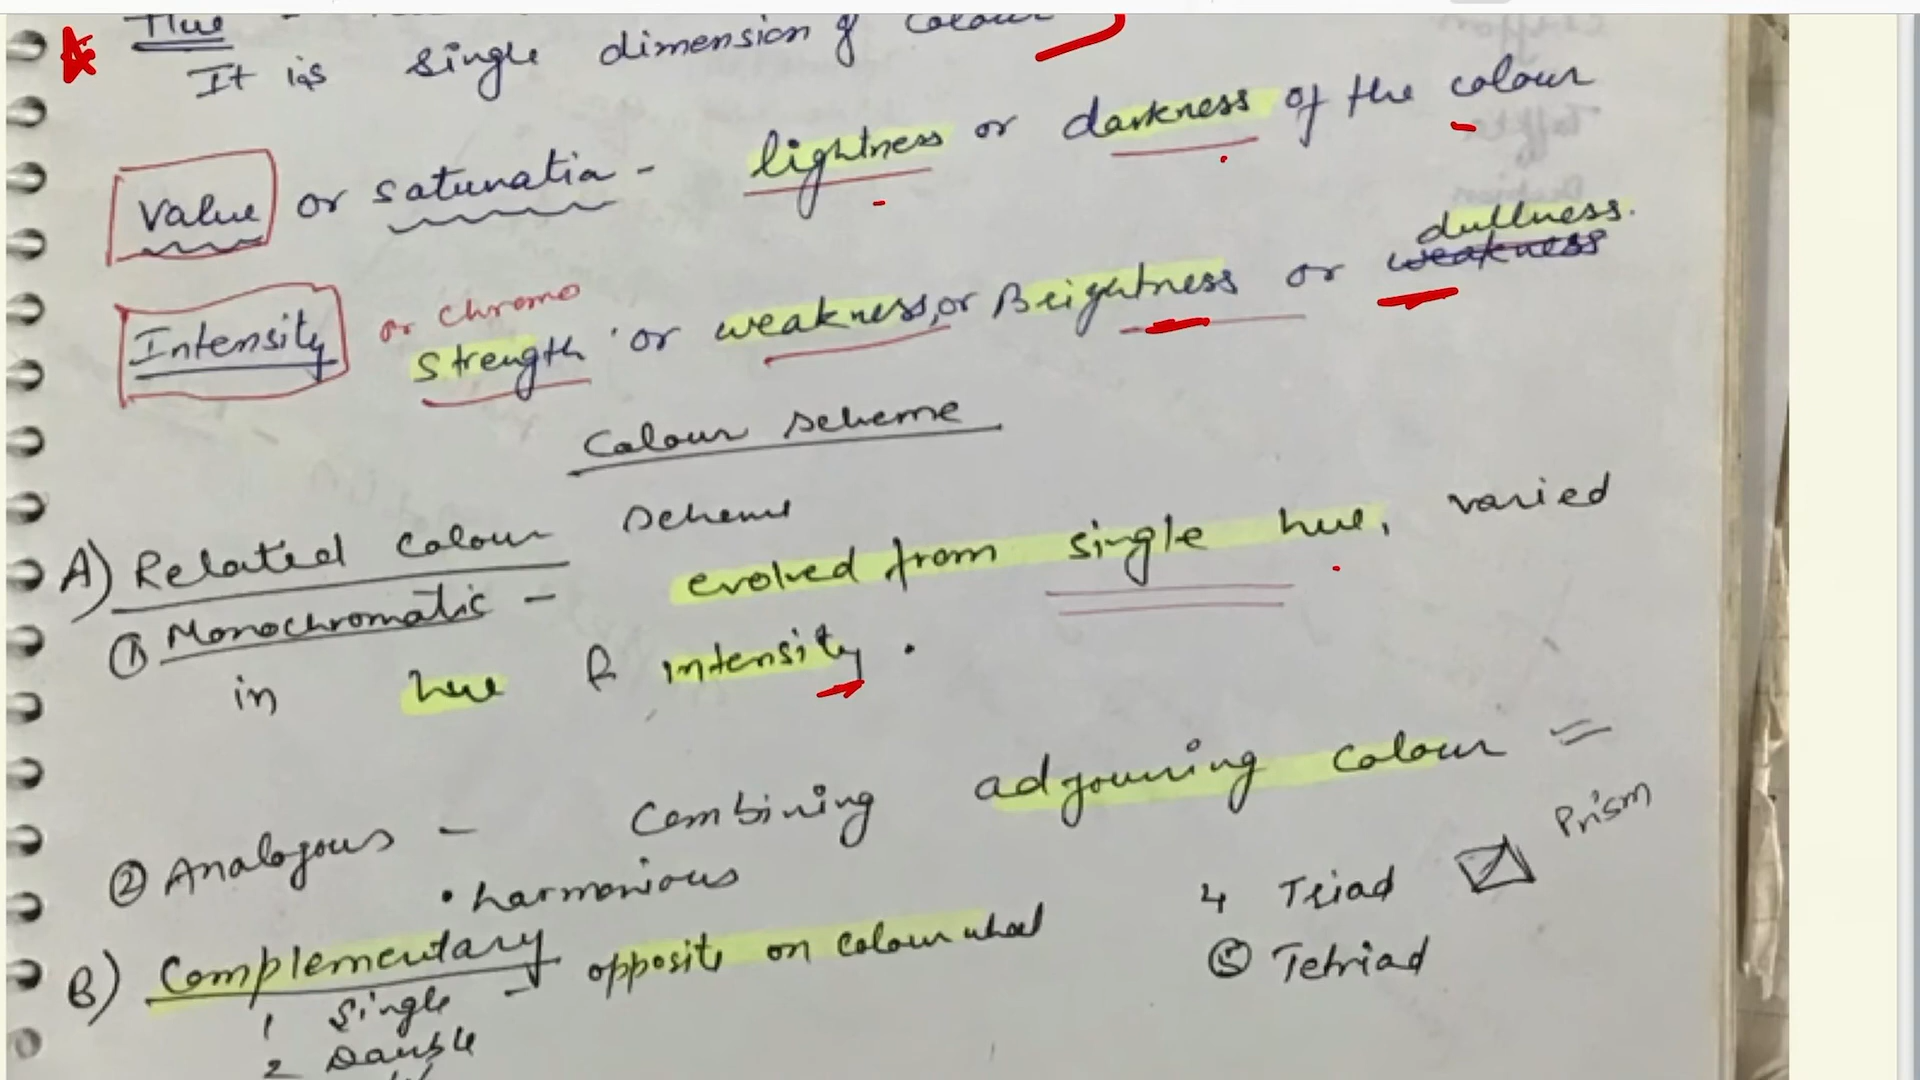 Hue -
It is single dimension of colour
Value or saturatia - lightness or darkness of the colour
dullness.
Intensity or chromo strength or weakness, or Brightness or weakness
Colour scheme
A) Related colour scheme
① Monochromatic - evolved from single hue, varied
in hue & intensity.
② Analogous - Combining adjouning colour =
• harmonious
4 Triad Prism
B) Complementary - opposite on colour wheel
⑤ Tetriad
1 Single
2 Double